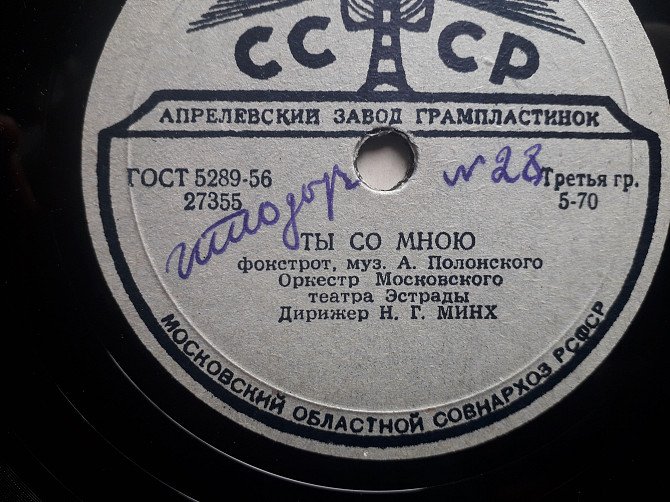 СССР
АПРЕЛЕВСКИЙ ЗАВОД ГРАМПЛАСТИНОК
ГОСТ 5289-56
27355
N 28
Третья гр.
5-70
ТЫ СО МНОЮ
фокстрот, муз. А. Полонского
Оркестр Московского
театра Эстрады
Дирижер Н. Г. МИНХ
МОСКОВСКИЙ ОБЛАСТНОЙ СОВНАРХОЗ РСФСР